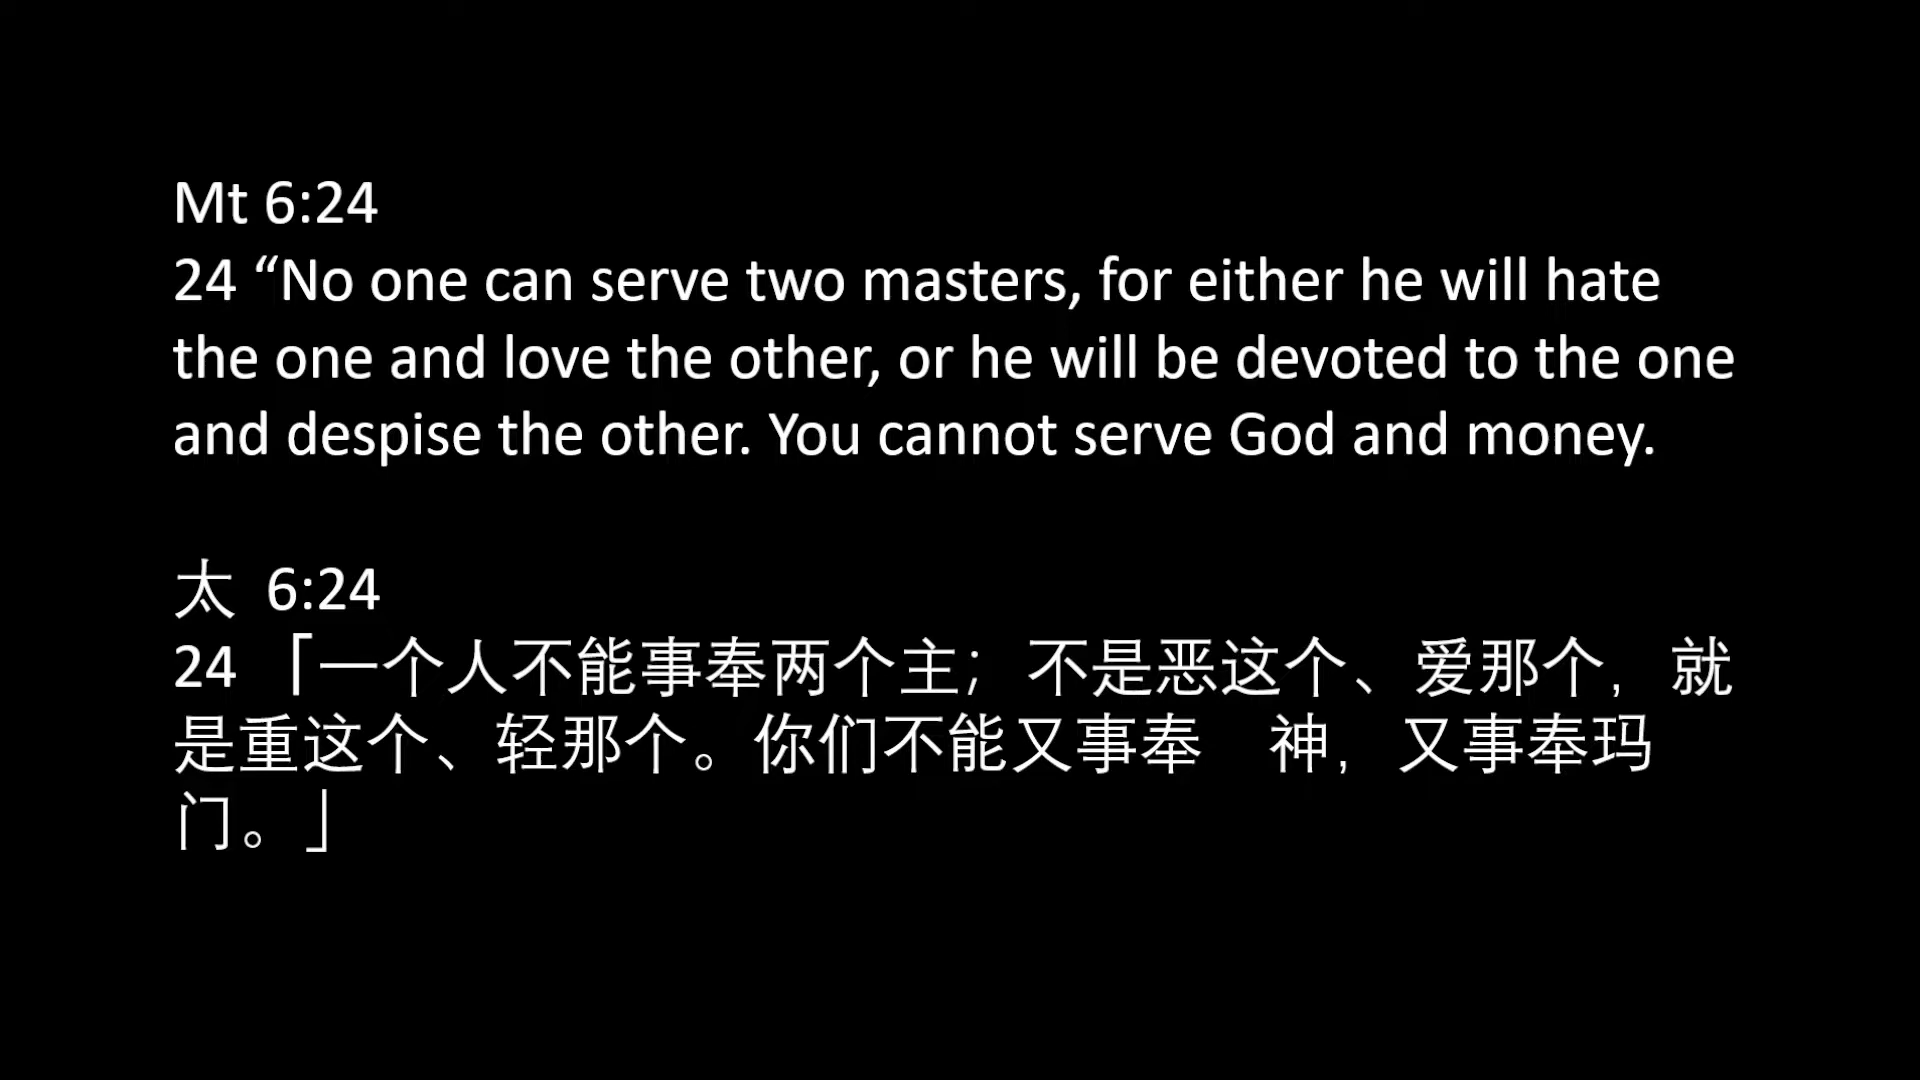 Mt 6:24
24 “No one can serve two masters, for either he will hate
the one and love the other, or he will be devoted to the one
and despise the other. You cannot serve God and money.
太 6:24
24 「一个人不能事奉两个主；不是恶这个、爱那个，就
是重这个、轻那个。你们不能又事奉　神，又事奉玛
门。」